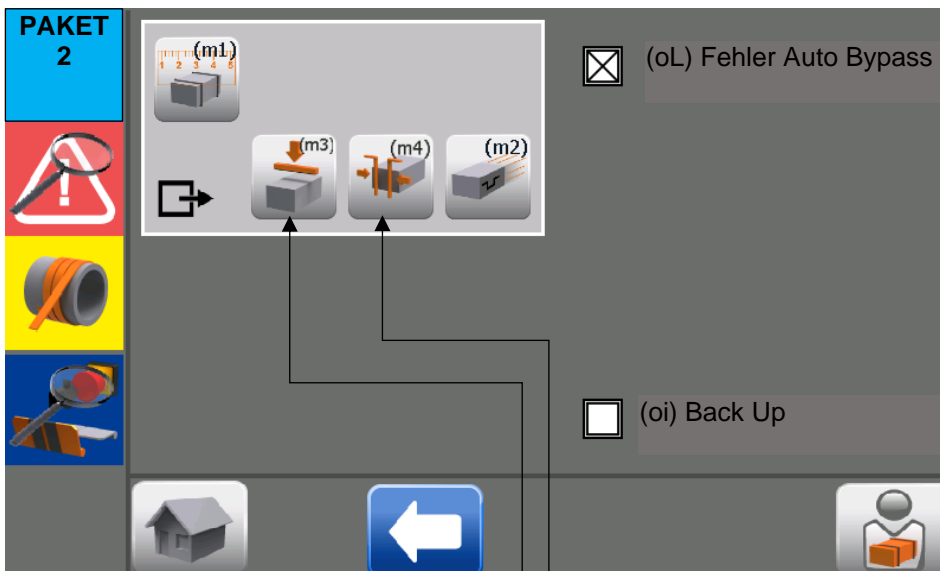 PAKET
2
(m1)
1 2 3 4 5
(m3)
(m4)
(m2)
(oL) Fehler Auto Bypass
(oi) Back Up